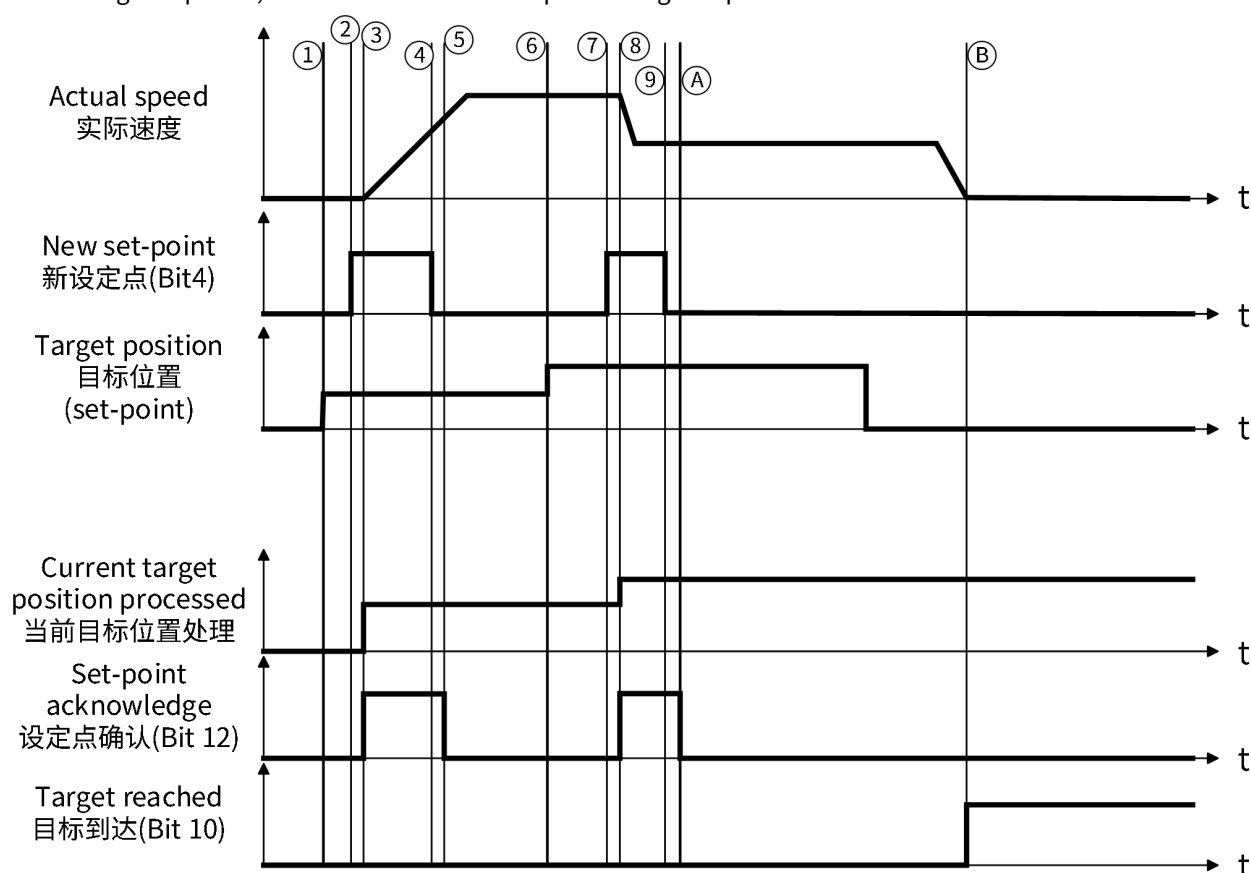 ① ② ③ ④ ⑤ ⑥ ⑦ ⑧ ⑨ Ⓐ Ⓑ
Actual speed
实际速度
t
New set-point
新设定点(Bit4)
t
Target position
目标位置
(set-point)
t
Current target
position processed
当前目标位置处理
t
Set-point
acknowledge
设定点确认(Bit 12)
t
Target reached
目标到达(Bit 10)
t